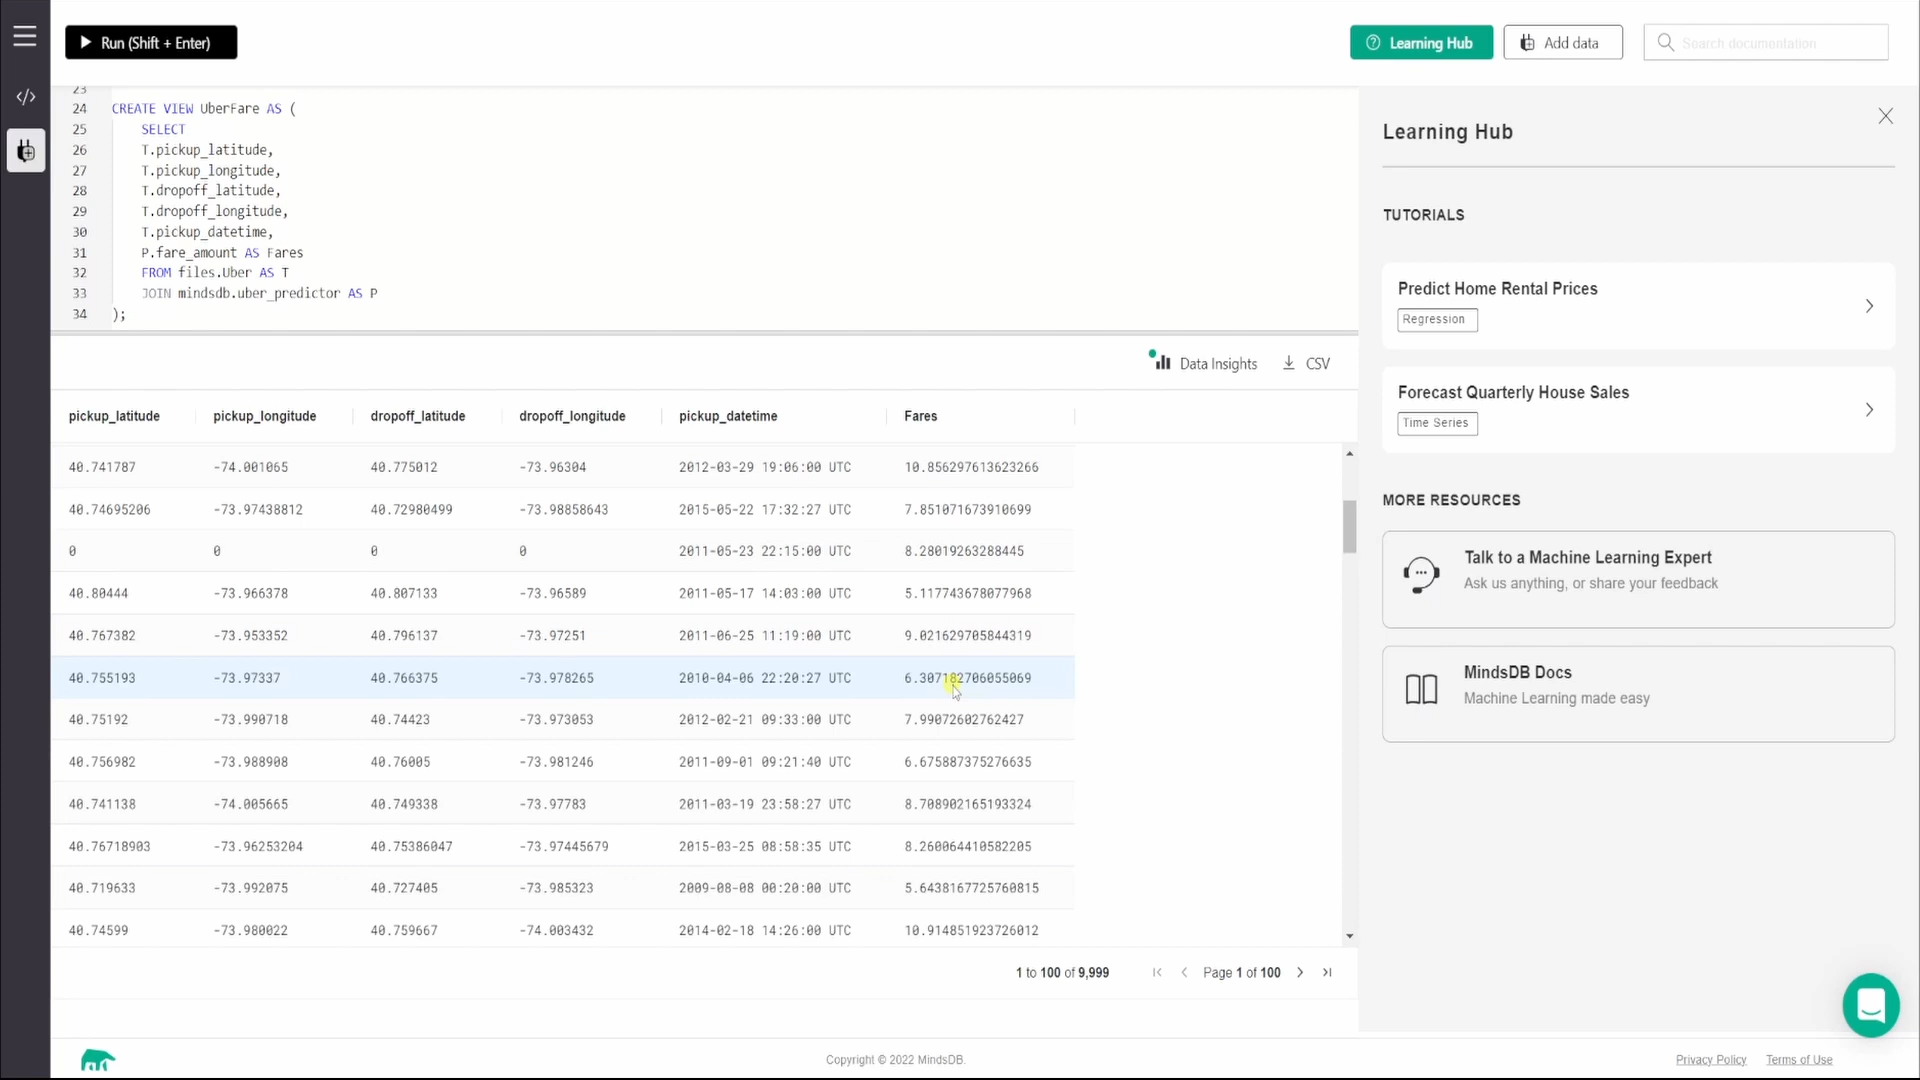 Run (Shift + Enter)
Learning Hub
Add data
Search documentation
23
24 CREATE VIEW UberFare AS (
25 SELECT
26 T.pickup_latitude,
27 T.pickup_longitude,
28 T.dropoff_latitude,
29 T.dropoff_longitude,
30 T.pickup_datetime,
31 P.fare_amount AS Fares
32 FROM files.Uber AS T
33 JOIN mindsdb.uber_predictor AS P
34 );
Data Insights CSV
pickup_latitude pickup_longitude dropoff_latitude dropoff_longitude pickup_datetime Fares
40.741787 -74.001065 40.775012 -73.96304 2012-03-29 19:06:00 UTC 10.856297613623266
40.74695206 -73.97438812 40.72980499 -73.98858643 2015-05-22 17:32:27 UTC 7.851071673910699
0 0 0 0 2011-05-23 22:15:00 UTC 8.28019263288445
40.80444 -73.966378 40.807133 -73.96589 2011-05-17 14:03:00 UTC 5.117743678077968
40.767382 -73.953352 40.796137 -73.97251 2011-06-25 11:19:00 UTC 9.021629705844319
40.755193 -73.97337 40.766375 -73.978265 2010-04-06 22:20:27 UTC 6.307182706055069
40.75192 -73.990718 40.74423 -73.973053 2012-02-21 09:33:00 UTC 7.99072602762427
40.756982 -73.988908 40.76005 -73.981246 2011-09-01 09:21:40 UTC 6.675887375276635
40.741138 -74.005665 40.749338 -73.97783 2011-03-19 23:58:27 UTC 8.708902165193324
40.76718903 -73.96253204 40.75386047 -73.97445679 2015-03-25 08:58:35 UTC 8.260064410582205
40.719633 -73.992075 40.727405 -73.985323 2009-08-08 00:20:00 UTC 5.6438167725760815
40.74599 -73.980022 40.759667 -74.003432 2014-02-18 14:26:00 UTC 10.914851923726012
1 to 100 of 9,999 Page 1 of 100
Learning Hub
TUTORIALS
Predict Home Rental Prices
Regression
Forecast Quarterly House Sales
Time Series
MORE RESOURCES
Talk to a Machine Learning Expert
Ask us anything, or share your feedback
MindsDB Docs
Machine Learning made easy
Copyright © 2022 MindsDB.
Privacy Policy Terms of Use